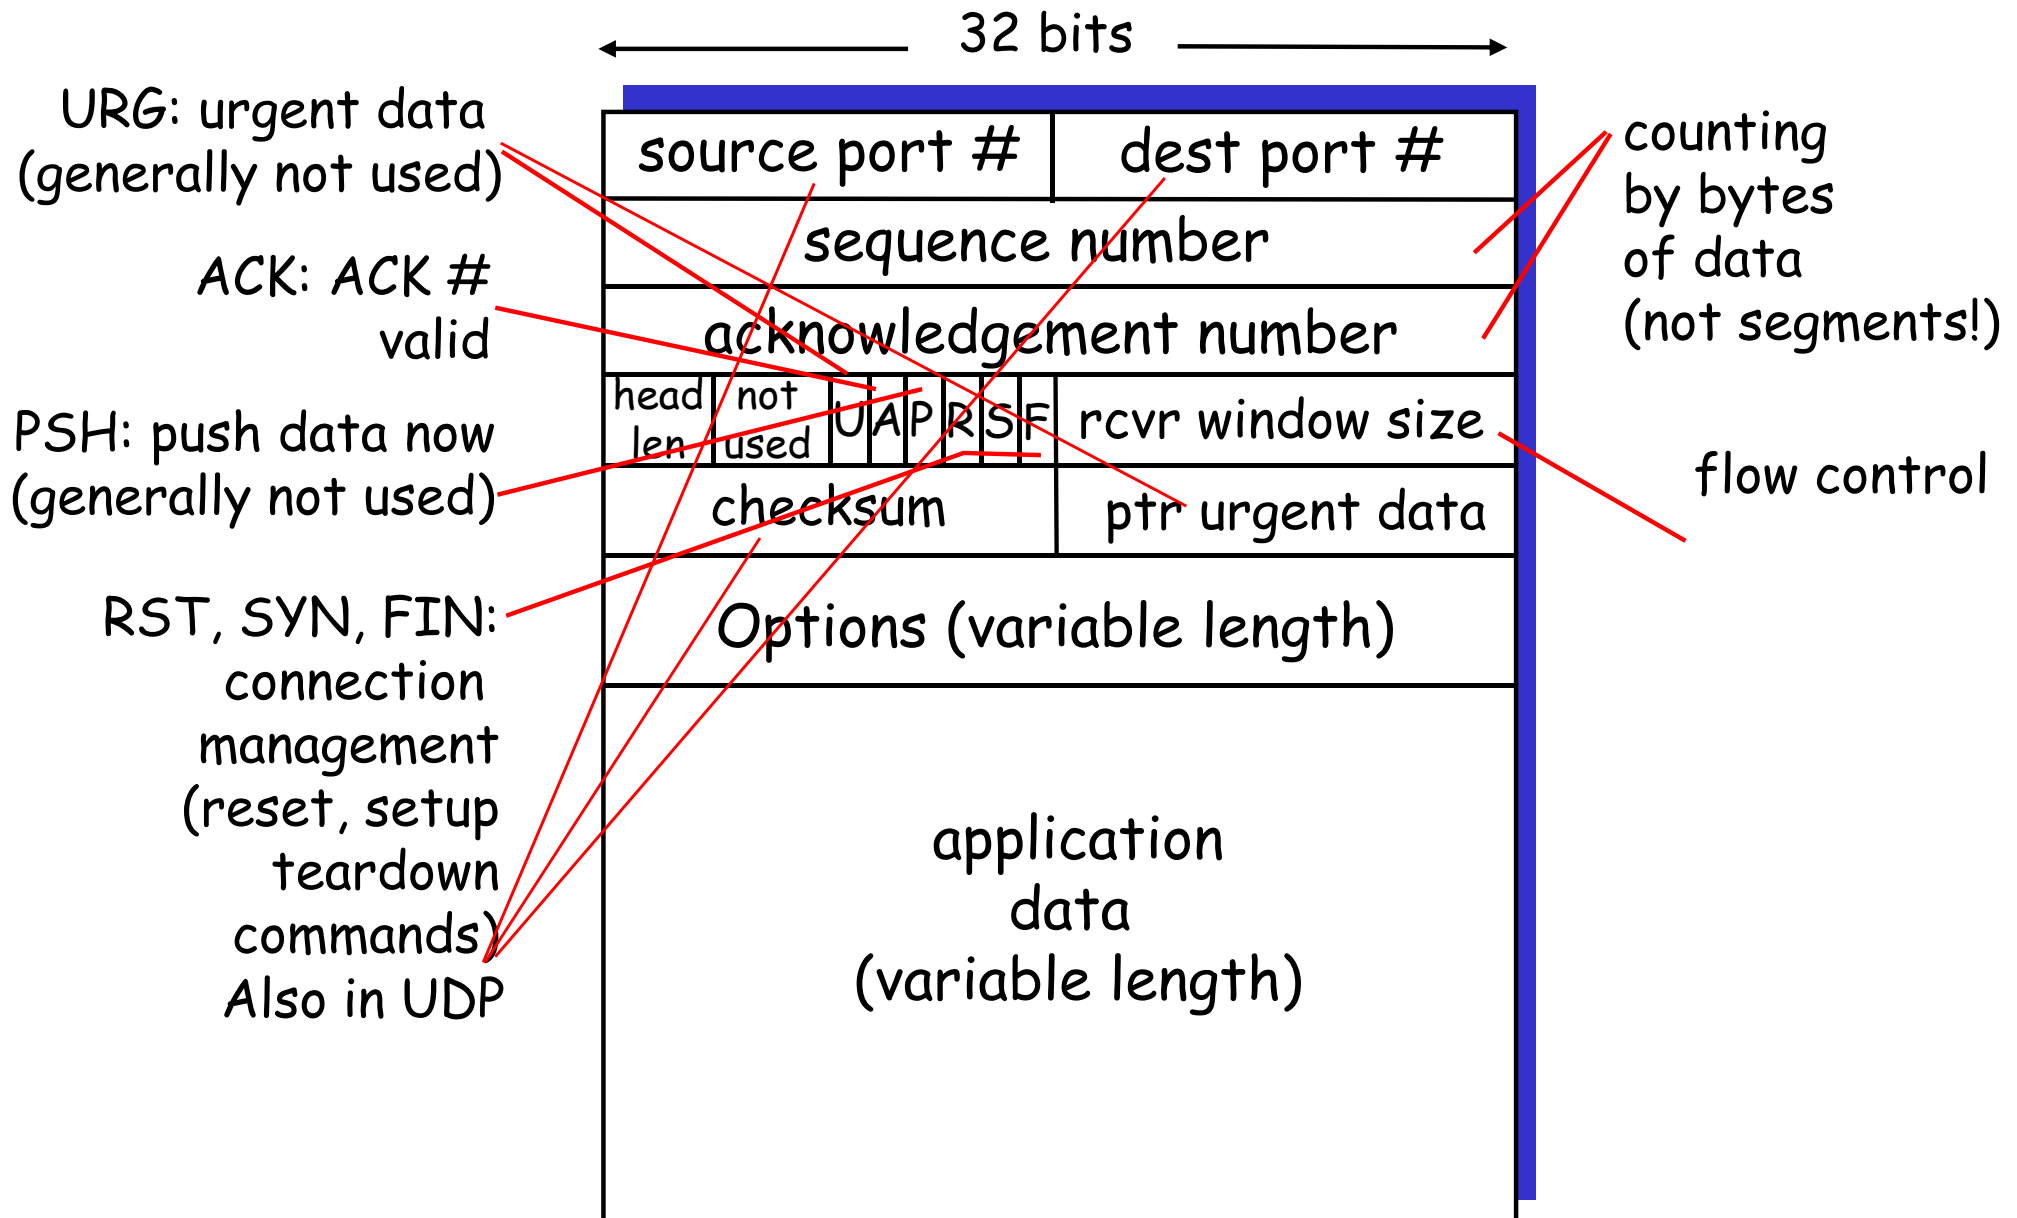 32 bits
URG: urgent data
(generally not used)
ACK: ACK #
valid
PSH: push data now
(generally not used)
RST, SYN, FIN:
connection
management
(reset, setup
teardown
commands)
Also in UDP
source port #
dest port #
sequence number
acknowledgement number
head
len
not
used
U
A
P
R
S
F
rcvr window size
checksum
ptr urgent data
Options (variable length)
application
data
(variable length)
counting
by bytes
of data
(not segments!)
flow control